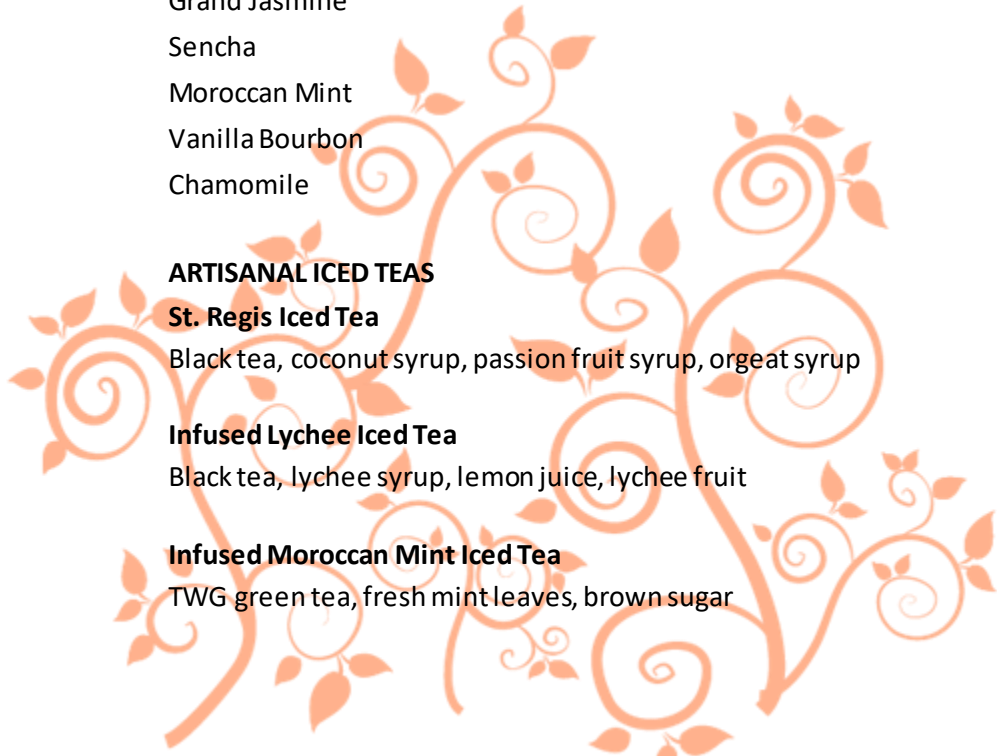 Grand Jasmine
Sencha
Moroccan Mint
Vanilla Bourbon
Chamomile
ARTISANAL ICED TEAS
St. Regis Iced Tea
Black tea, coconut syrup, passion fruit syrup, orgeat syrup
Infused Lychee Iced Tea
Black tea, lychee syrup, lemon juice, lychee fruit
Infused Moroccan Mint Iced Tea
TWG green tea, fresh mint leaves, brown sugar